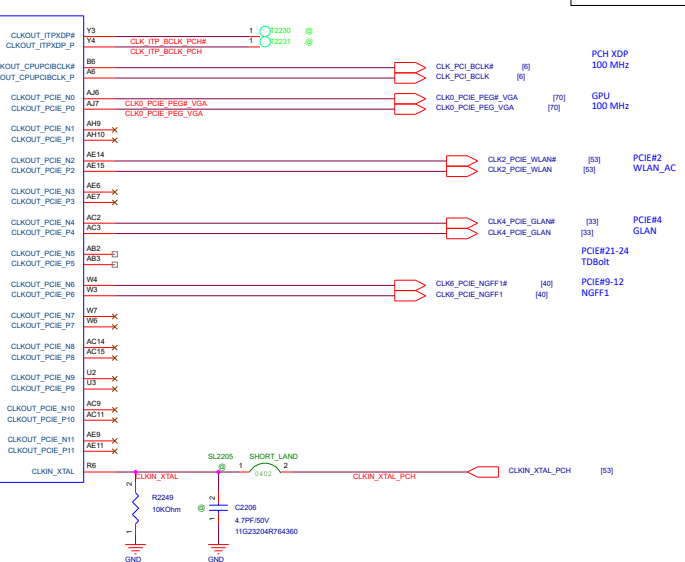 CLKOUT_ITPXDP# Y3 1 T2230 @
CLKOUT_ITPXDP_P Y4 CLK_ITP_BCLK_PCH# 1 T2231 @
CLK_ITP_BCLK_PCH
KOUT_CPUPCIBCLK# B6 CLK_PCI_BCLK# [6] PCH XDP
OUT_CPUPCIBCLK_P A6 CLK_PCI_BCLK [6] 100 MHz
CLKOUT_PCIE_N0 AJ6 CLK0_PCIE_PEG#_VGA [70] GPU
CLKOUT_PCIE_P0 AJ7 CLK0_PCIE_PEG#_VGA CLK0_PCIE_PEG_VGA [70] 100 MHz
CLK0_PCIE_PEG_VGA
CLKOUT_PCIE_N1 AH9
CLKOUT_PCIE_P1 AH10
CLKOUT_PCIE_N2 AE14 CLK2_PCIE_WLAN# [53] PCIE#2
CLKOUT_PCIE_P2 AE15 CLK2_PCIE_WLAN [53] WLAN_AC
CLKOUT_PCIE_N3 AE6
CLKOUT_PCIE_P3 AE7
CLKOUT_PCIE_N4 AC2 CLK4_PCIE_GLAN# [33] PCIE#4
CLKOUT_PCIE_P4 AC3 CLK4_PCIE_GLAN [33] GLAN
CLKOUT_PCIE_N5 AB2 PCIE#21-24
CLKOUT_PCIE_P5 AB3 TDBolt
CLKOUT_PCIE_N6 W4 CLK6_PCIE_NGFF1# [40] PCIE#9-12
CLKOUT_PCIE_P6 W3 CLK6_PCIE_NGFF1 [40] NGFF1
CLKOUT_PCIE_N7 W7
CLKOUT_PCIE_P7 W6
CLKOUT_PCIE_N8 AC14
CLKOUT_PCIE_P8 AC15
CLKOUT_PCIE_N9 U2
CLKOUT_PCIE_P9 U3
CLKOUT_PCIE_N10 AC9
CLKOUT_PCIE_P10 AC11
CLKOUT_PCIE_N11 AE9
CLKOUT_PCIE_P11 AE11
SL2205 SHORT_LAND
CLKIN_XTAL R6 @ 1 2 CLKIN_XTAL_PCH [53]
CLKIN_XTAL 0402 CLKIN_XTAL_PCH
2 R2249 2
10KOhm @ C2206
1 1 4.7PF/50V
11G23204R764360
GND GND